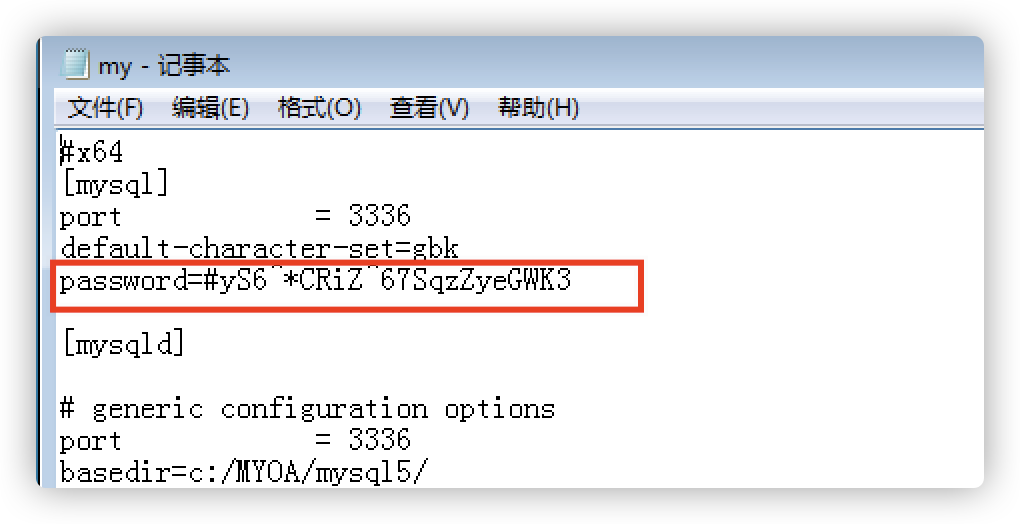 my - 记事本
文件(F) 编辑(E) 格式(O) 查看(V) 帮助(H)
#x64
[mysql]
port = 3336
default-character-set=gbk
password=#yS6^*CRiZ^67SqzZyeGWK3
[mysqld]
# generic configuration options
port = 3336
basedir=c:/MYOA/mysql5/